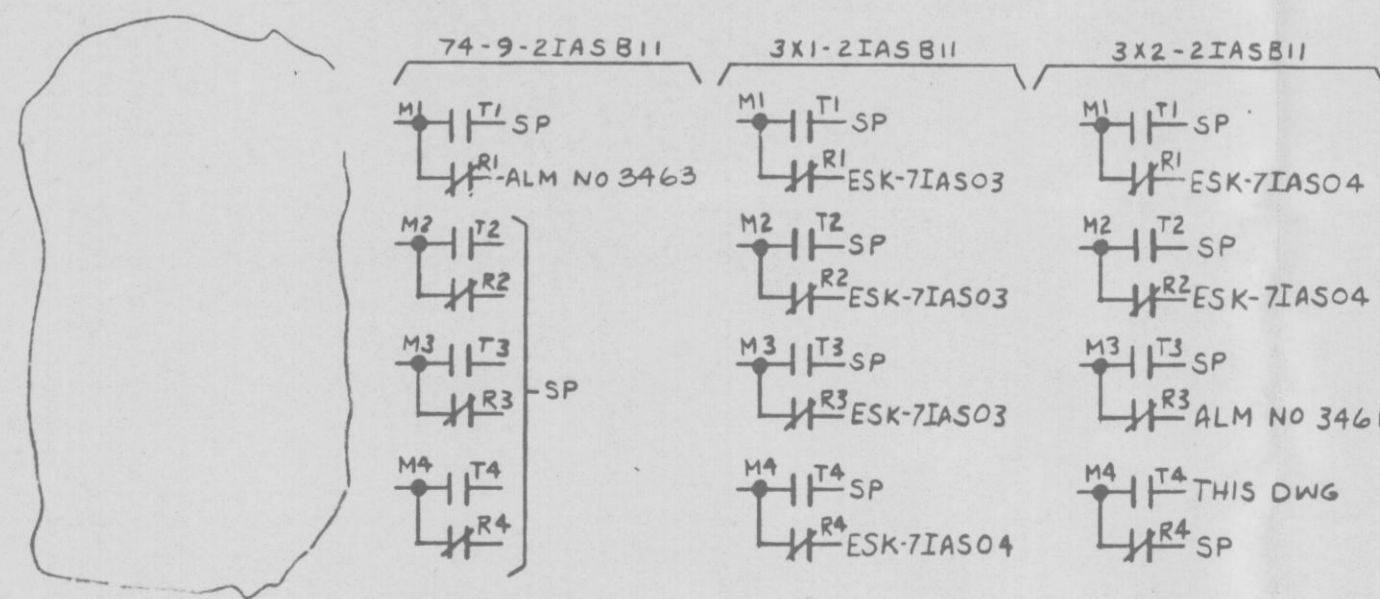 74-9-2IASB11
M1 T1 SP
R1 ALM NO 3463
M2 T2
R2
M3 T3
R3
SP
M4 T4
R4
3X1-2IASB11
M1 T1 SP
R1 ESK-7IAS03
M2 T2 SP
R2 ESK-7IAS03
M3 T3 SP
R3 ESK-7IAS03
M4 T4 SP
R4 ESK-7IAS04
3X2-2IASB11
M1 T1 SP
R1 ESK-7IAS04
M2 T2 SP
R2 ESK-7IAS04
M3 T3 SP
R3 ALM NO
M4 T4 THIS DWG
R4 SP